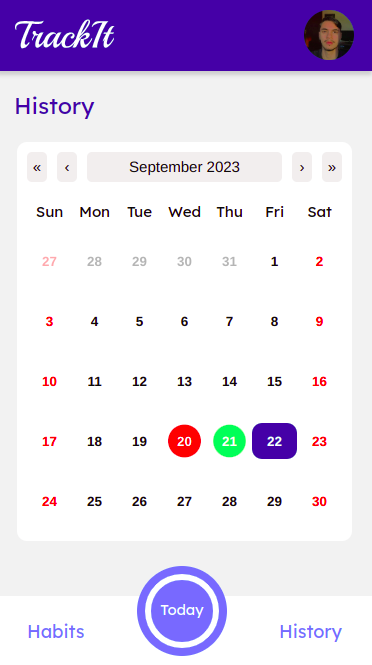 TrackIt
History
« ‹ September 2023 › »
Sun Mon Tue Wed Thu Fri Sat
27 28 29 30 31 1 2
3 4 5 6 7 8 9
10 11 12 13 14 15 16
17 18 19 20 21 22 23
24 25 26 27 28 29 30
Habits Today History